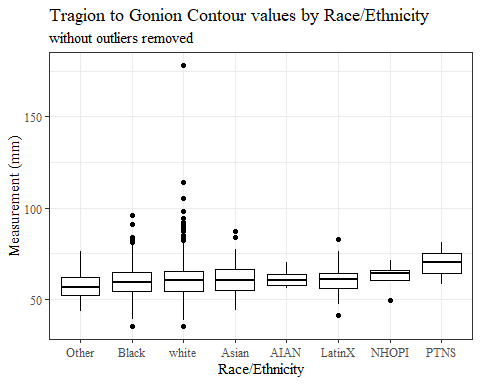 Tragion to Gonion Contour values by Race/Ethnicity
without outliers removed
Measurement (mm)
150
100
50
Other Black white Asian AIAN LatinX NHOPI PTNS
Race/Ethnicity